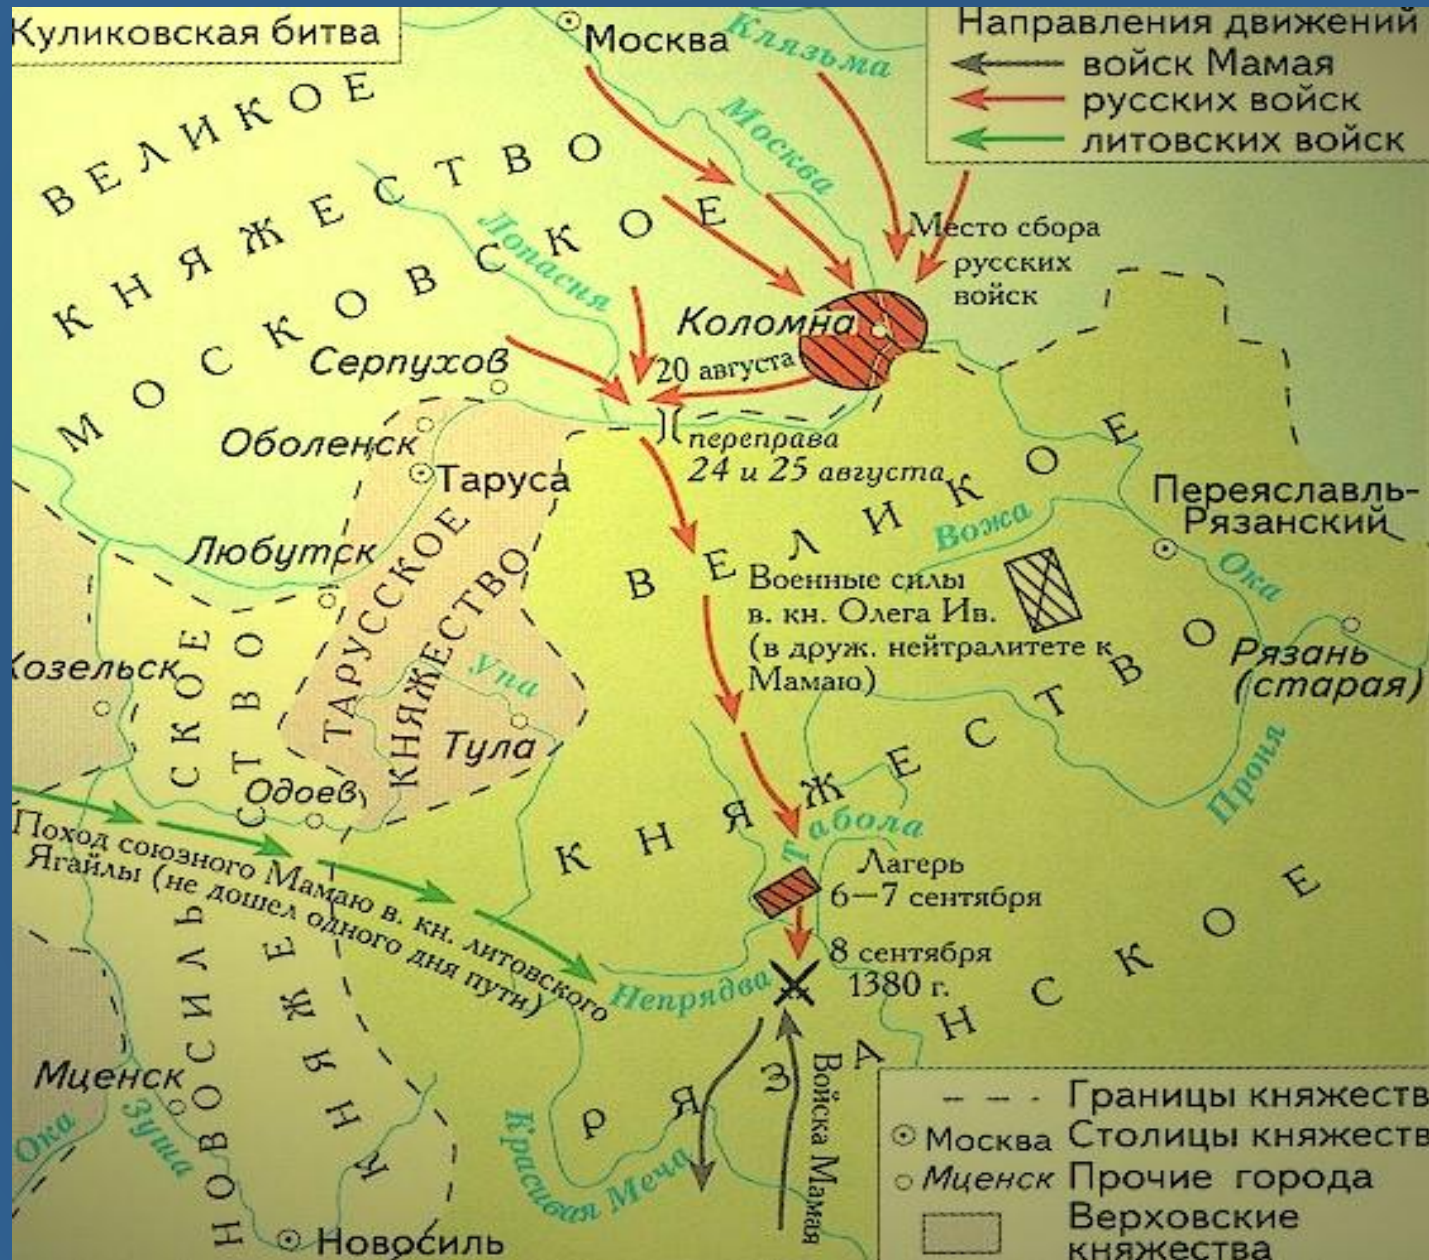 Куликовская битва
Москва
Клязьма
Направления движений
войск Мамая
русских войск
литовских войск
ВЕЛИКОЕ
КНЯЖЕСТВО
МОСКОВСКОЕ
Москва
Лопасня
Место сбора
русских
войск
Коломна
Серпухов
20 августа
Оболенск
Таруса
переправа
24 и 25 августа
Переяславль-
Рязанский
Любутск
ТАРУССКОЕ
КНЯЖЕСТВО
ВЕЛИКОЕ
Вожа
Ока
Военные силы
в. кн. Олега Ив.
(в друж. нейтралитете к
Мамаю)
Козельск
Упа
Тула
Рязань
(старая)
Проня
Одоев
КНЯЖЕСТВО
Табола
Поход союзного Мамаю в. кн. литовского
Ягайлы (не дошел одного дня пути)
Лагерь
6—7 сентября
8 сентября
1380 г.
Непрядва
РЯЗАНСКОЕ
Войска Мамая
Красивая Меча
НОВОСИЛЬСКОЕ
КНЯЖЕСТВО
Мценск
Ока
Зуша
Новосиль
Границы княжеств
Москва Столицы княжеств
Мценск Прочие города
Верховские
княжества